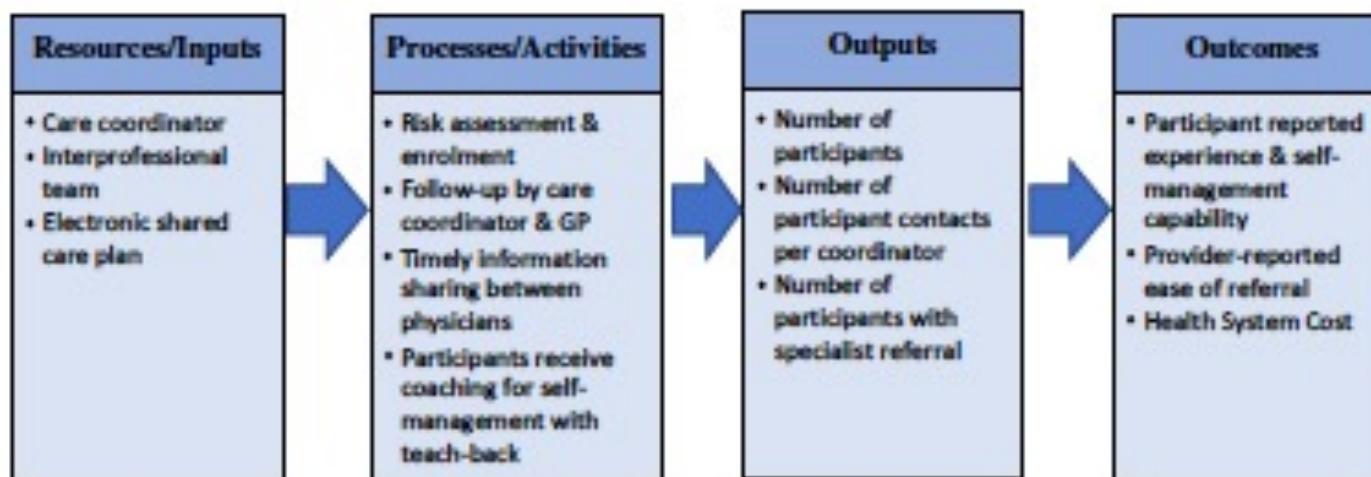 Resources/Inputs
• Care coordinator
• Interprofessional
team
• Electronic shared
care plan
Processes/Activities
• Risk assessment &
enrolment
• Follow-up by care
coordinator & GP
• Timely information
sharing between
physicians
• Participants receive
coaching for self-
management with
teach-back
Outputs
• Number of
participants
• Number of
participant contacts
per coordinator
• Number of
participants with
specialist referral
Outcomes
• Participant reported
experience & self-
management
capability
• Provider-reported
ease of referral
• Health System Cost